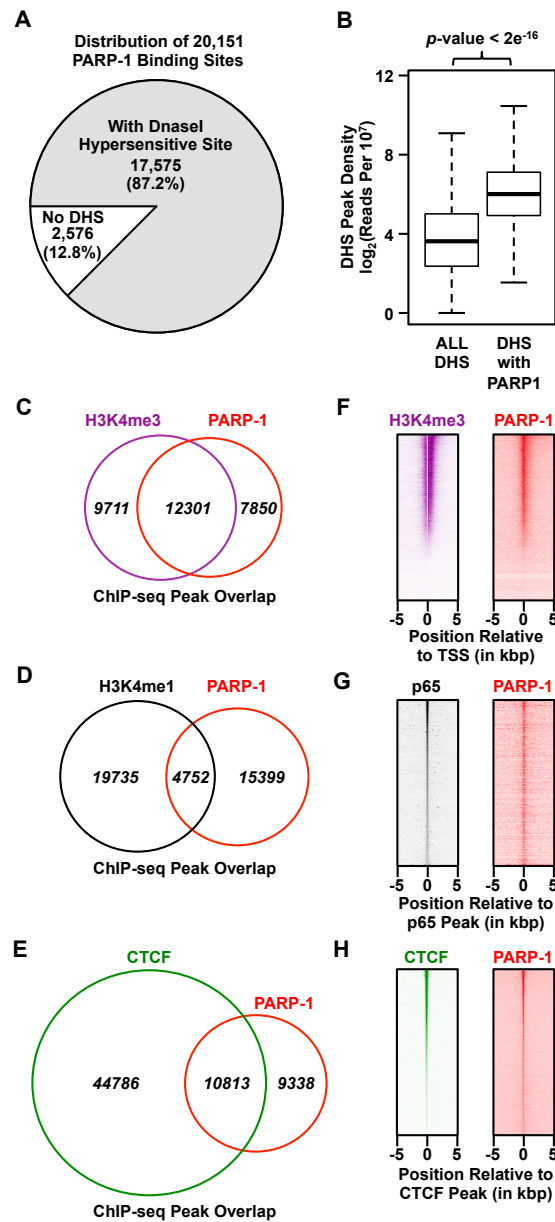 A
Distribution of 20,151
PARP-1 Binding Sites
With DnaseI
Hypersensitive Site
17,575
(87.2%)
No DHS
2,576
(12.8%)
B
p-value < 2e-16
DHS Peak Density
log2(Reads Per 10^7)
12
8
4
0
ALL
DHS
DHS
with
PARP1
C
H3K4me3 PARP-1
9711 12301 7850
ChIP-seq Peak Overlap
D
H3K4me1 PARP-1
19735 4752 15399
ChIP-seq Peak Overlap
E
CTCF
PARP-1
44786 10813 9338
ChIP-seq Peak Overlap
F
H3K4me3 PARP-1
-5 0 5 -5 0 5
Position Relative
to TSS (in kbp)
G
p65 PARP-1
-5 0 5 -5 0 5
Position Relative to
p65 Peak (in kbp)
H
CTCF PARP-1
-5 0 5 -5 0 5
Position Relative to
CTCF Peak (in kbp)